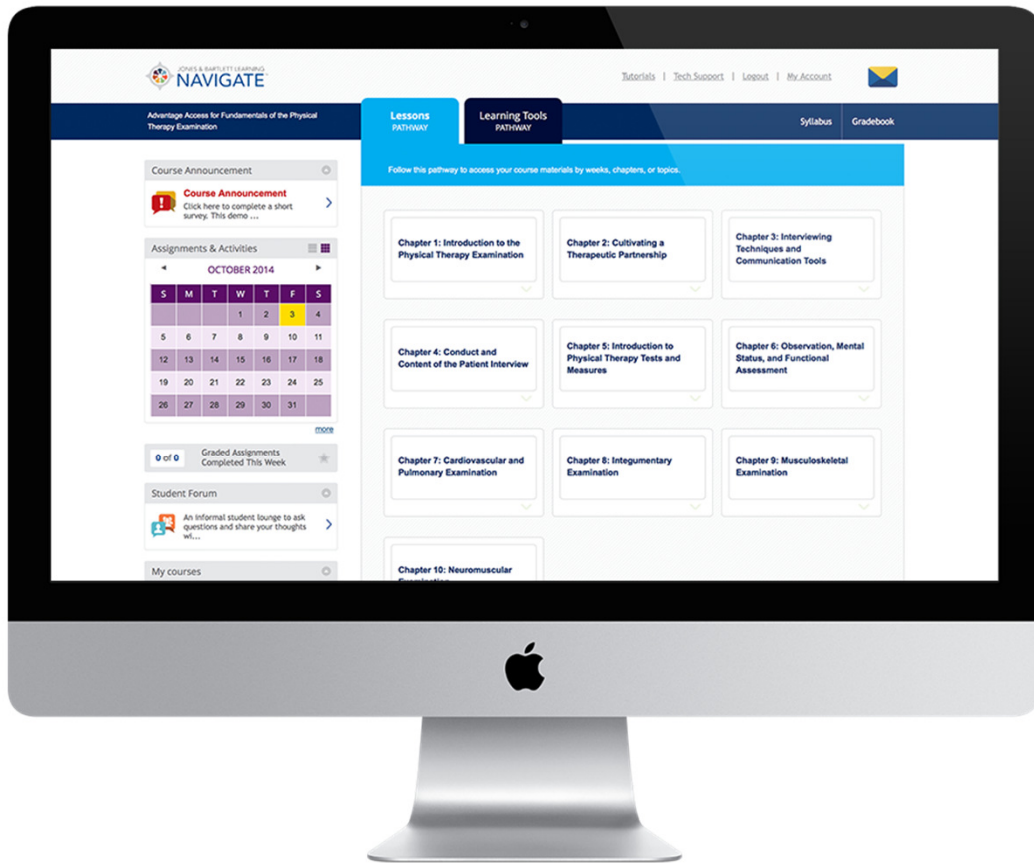 JONES & BARTLETT LEARNING
NAVIGATE
Tutorials | Tech Support | Logout | My Account
Advantage Access for Fundamentals of the Physical
Therapy Examination
Lessons
PATHWAY
Learning Tools
PATHWAY
Syllabus
Gradebook
Course Announcement
Course Announcement
Click here to complete a short
survey. This demo ...
Assignments & Activities
OCTOBER 2014
S M T W T F S
1 2 3 4
5 6 7 8 9 10 11
12 13 14 15 16 17 18
19 20 21 22 23 24 25
26 27 28 29 30 31
more
0 of 0
Graded Assignments
Completed This Week
Student Forum
An informal student lounge to ask
questions and share your thoughts
wi...
My courses
Follow this pathway to access your course materials by weeks, chapters, or topics.
Chapter 1: Introduction to the
Physical Therapy Examination
Chapter 2: Cultivating a
Therapeutic Partnership
Chapter 3: Interviewing
Techniques and
Communication Tools
Chapter 4: Conduct and
Content of the Patient Interview
Chapter 5: Introduction to
Physical Therapy Tests and
Measures
Chapter 6: Observation, Mental
Status, and Functional
Assessment
Chapter 7: Cardiovascular and
Pulmonary Examination
Chapter 8: Integumentary
Examination
Chapter 9: Musculoskeletal
Examination
Chapter 10: Neuromuscular